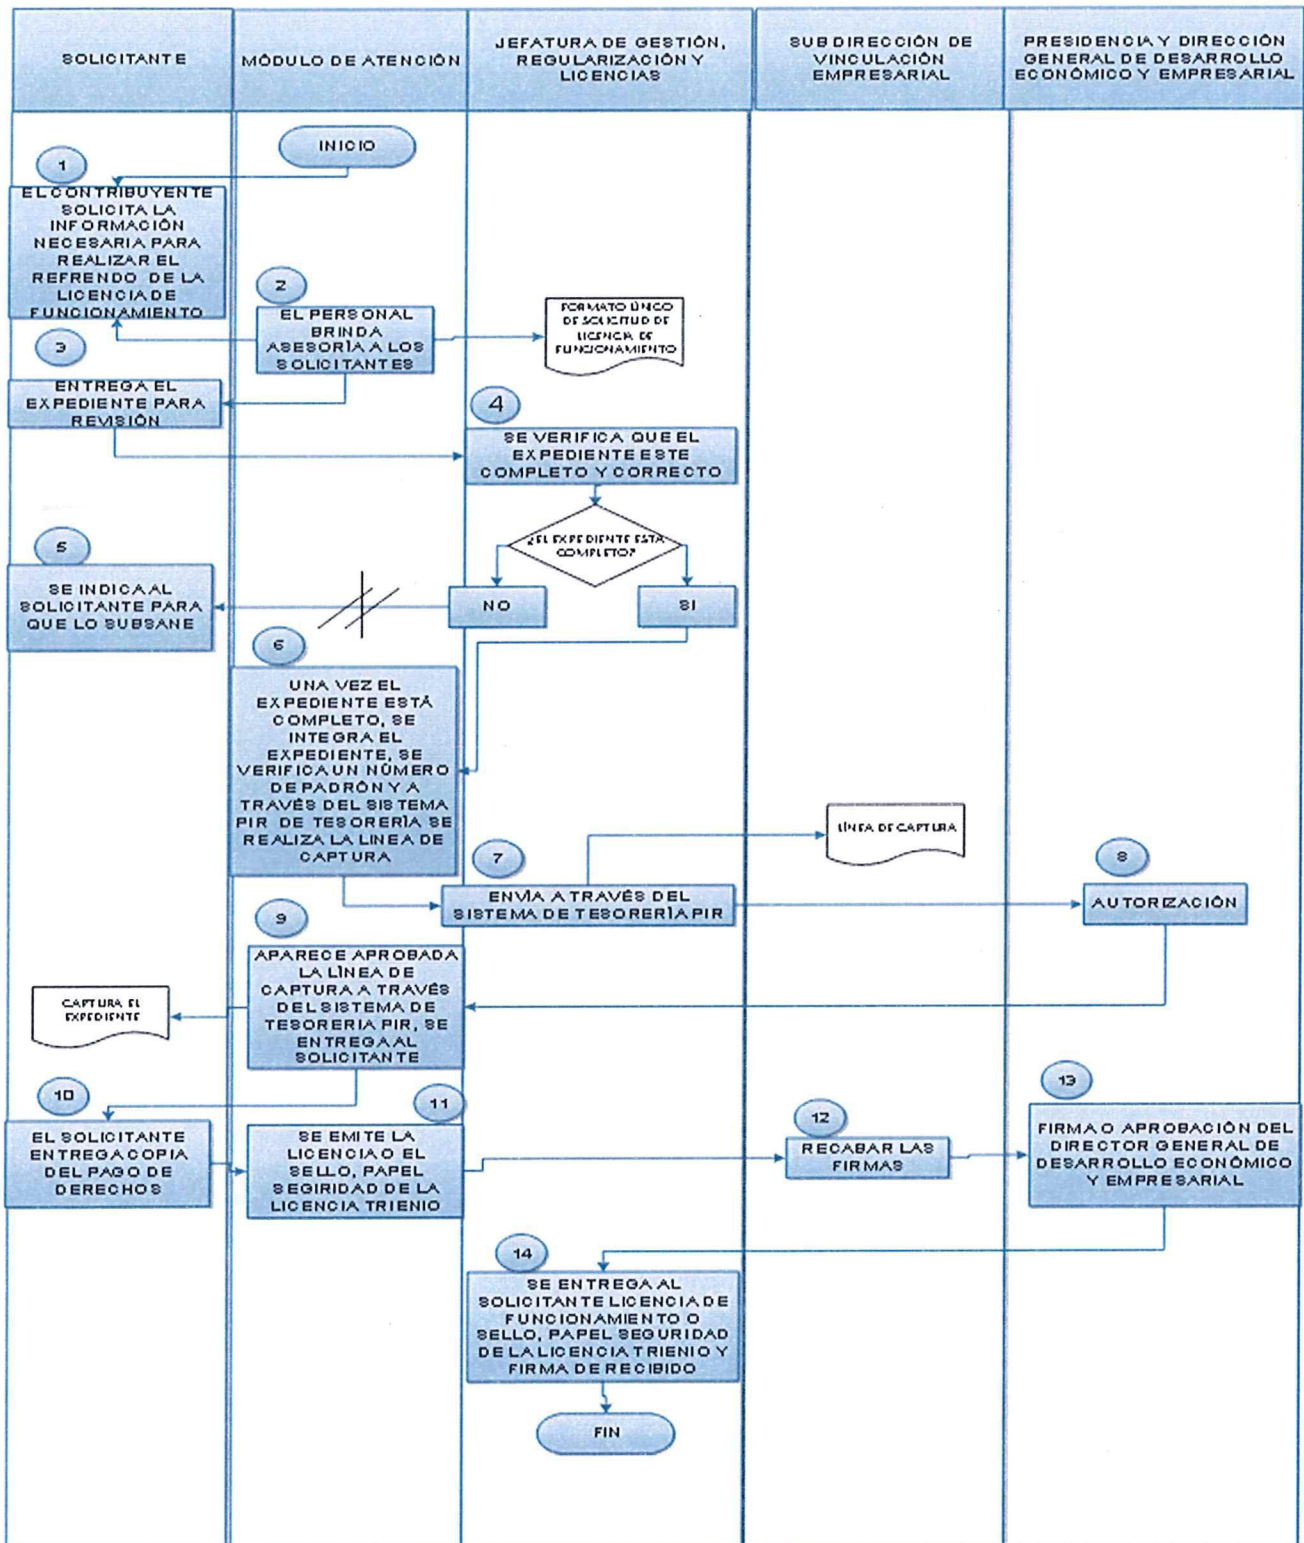 SOLICITANTE
MÓDULO DE ATENCIÓN
JEFATURA DE GESTIÓN,
REGULARIZACIÓN Y
LICENCIAS
SUBDIRECCIÓN DE
VINCULACIÓN
EMPRESARIAL
PRESIDENCIA Y DIRECCIÓN
GENERAL DE DESARROLLO
ECONÓMICO Y EMPRESARIAL
INICIO
1
EL CONTRIBUYENTE
SOLICITA LA
INFORMACIÓN
NECESARIA PARA
REALIZAR EL
REFRENDO DE LA
LICENCIA DE
FUNCIONAMIENTO
2
EL PERSONAL
BRINDA
ASESORÍA A LOS
SOLICITANTES
FORMATO ÚNICO
DE SOLICITUD DE
LICENCIA DE
FUNCIONAMIENTO
3
ENTREGA EL
EXPEDIENTE PARA
REVISIÓN
4
SE VERIFICA QUE EL
EXPEDIENTE ESTE
COMPLETO Y CORRECTO
¿EL EXPEDIENTE ESTA
COMPLETO?
NO
SI
5
SE INDICA AL
SOLICITANTE PARA
QUE LO SUBSANE
6
UNA VEZ EL
EXPEDIENTE ESTÁ
COMPLETO, SE
INTEGRA EL
EXPEDIENTE, SE
VERIFICA UN NÚMERO
DE PADRÓN Y A
TRAVÉS DEL SISTEMA
PIR DE TESORERÍA SE
REALIZA LA LINEA DE
CAPTURA
7
ENVÍA A TRAVÉS DEL
SISTEMA DE TESORERÍA PIR
LÍNEA DE CAPTURA
8
AUTORIZACIÓN
9
APARECE APROBADA
LA LÍNEA DE
CAPTURA A TRAVÉS
DEL SISTEMA DE
TESORERIA PIR, SE
ENTREGA AL
SOLICITANTE
CAPTURA EL
EXPEDIENTE
10
EL SOLICITANTE
ENTREGA COPIA
DEL PAGO DE
DERECHOS
11
SE EMITE LA
LICENCIA O EL
SELLO, PAPEL
SEGIRIDAD DE LA
LICENCIA TRIENIO
12
RECABAR LAS
FIRMAS
13
FIRMA O APROBACIÓN DEL
DIRECTOR GENERAL DE
DESARROLLO ECONÓMICO
Y EMPRESARIAL
14
SE ENTREGA AL
SOLICITANTE LICENCIA DE
FUNCIONAMIENTO O
SELLO, PAPEL SEGURIDAD
DE LA LICENCIA TRIENIO Y
FIRMA DE RECIBIDO
FIN